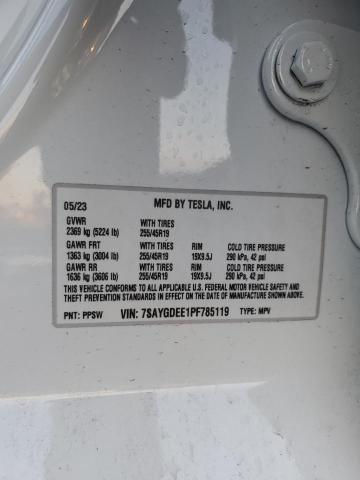 05/23 MFD BY TESLA, INC.
GVWR WITH TIRES
2369 kg (5224 lb) 255/45R19
GAWR FRT WITH TIRES RIM COLD TIRE PRESSURE
1363 kg (3004 lb) 255/45R19 19X9.5J 290 kPa, 42 psi
GAWR RR WITH TIRES RIM COLD TIRE PRESSURE
1636 kg (3606 lb) 255/45R19 19X9.5J 290 kPa, 42 psi
THIS VEHICLE CONFORMS TO ALL APPLICABLE U.S. FEDERAL MOTOR VEHICLE SAFETY
AND THEFT PREVENTION STANDARDS IN EFFECT ON THE DATE OF MANUFACTURE SHOWN
ABOVE.
PNT: PPSW VIN: 7SAYGDEE1PF785119 TYPE: MPV